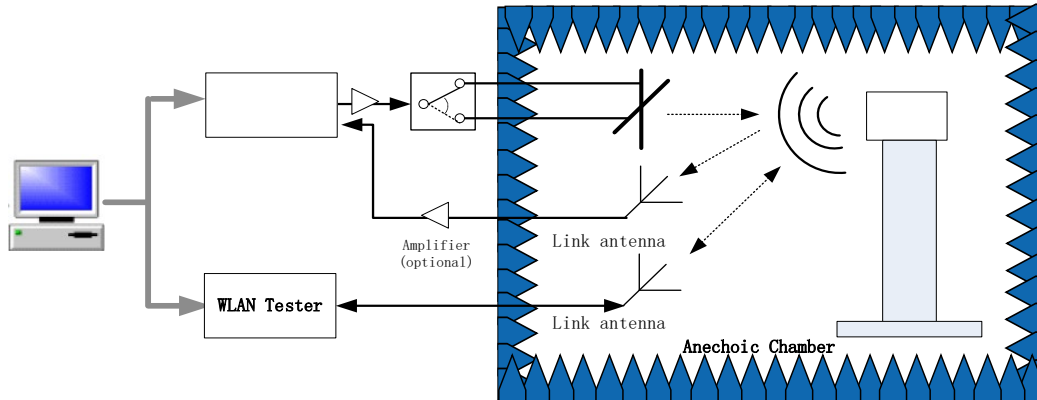 Amplifier
(optional)
Link antenna
WLAN Tester
Link antenna
Anechoic Chamber